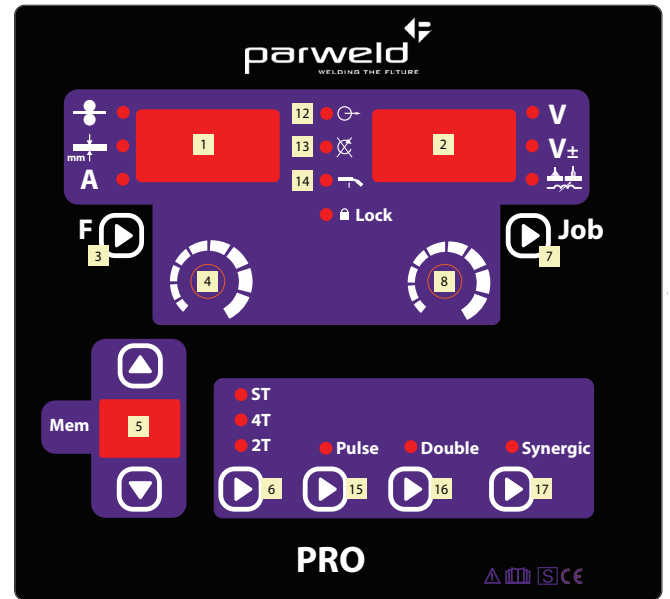 parweld
WELDING THE FUTURE
1 12 2 V
mm 13 V±
A 14
Lock
F 3 7 Job
4 8
Mem 5
ST
4T
2T Pulse Double Synergic
6 15 16 17
PRO
S CE